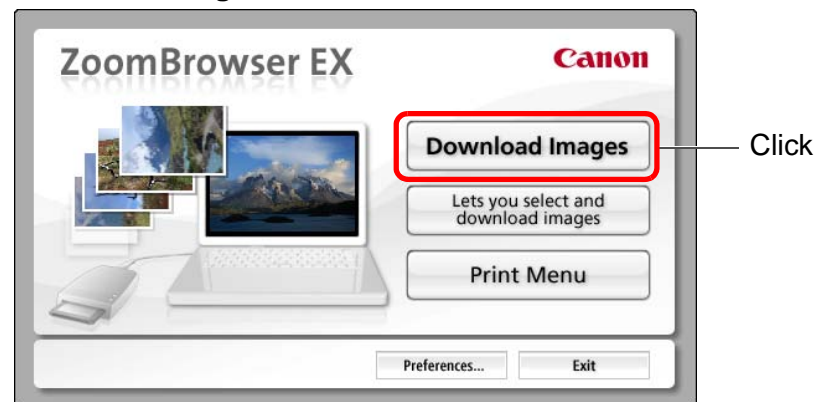 ZoomBrowser EX
Canon
Download Images
Click
Lets you select and
download images
Print Menu
Preferences...
Exit